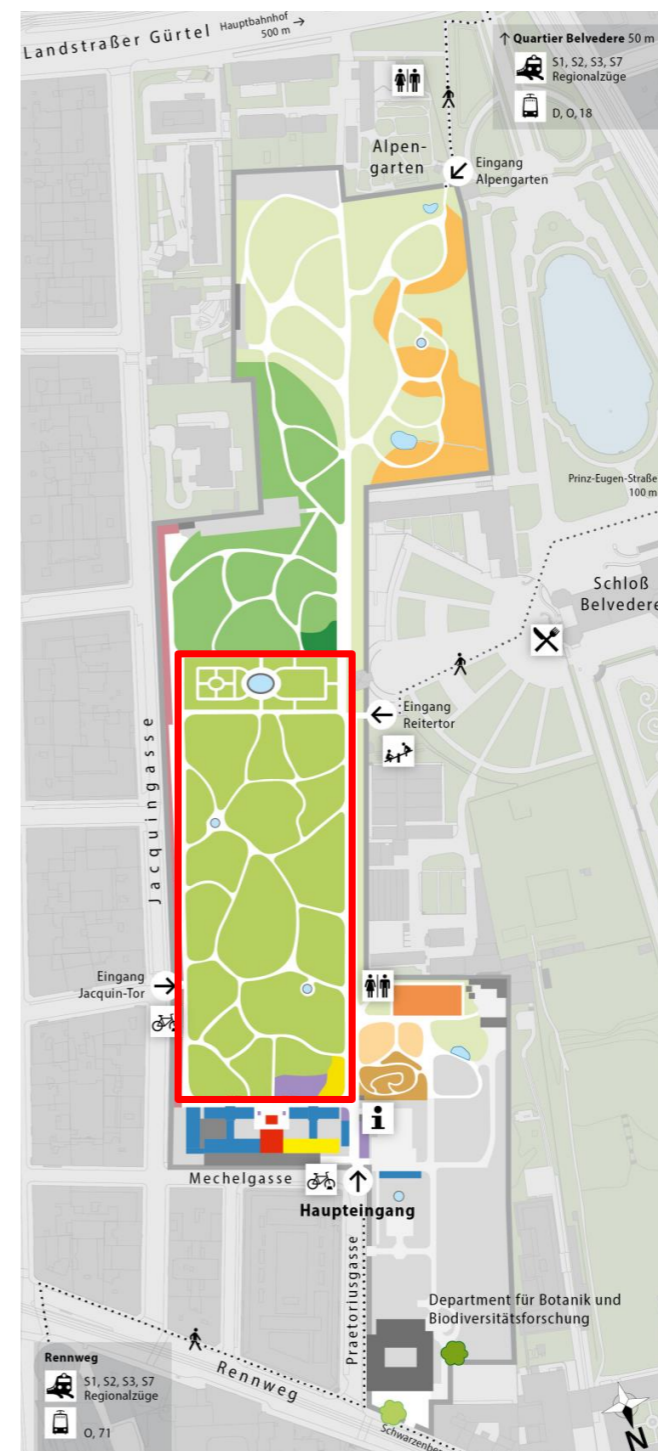 Landstraßer Gürtel
Hauptbahnhof
500 m →
↑ Quartier Belvedere 50 m
S1, S2, S3, S7
Regionalzüge
D, O, 18
Alpen-
garten
Eingang
Alpengarten
Prinz-Eugen-Straße
100 m
Schloß
Belvedere
Eingang
Reitertor
Jacquingasse
Eingang
Jacquin-Tor
i
Mechelgasse
Haupteingang
Praetoriusgasse
Department für Botanik und
Biodiversitätsforschung
Rennweg
S1, S2, S3, S7
Regionalzüge
O, 71
Rennweg
N